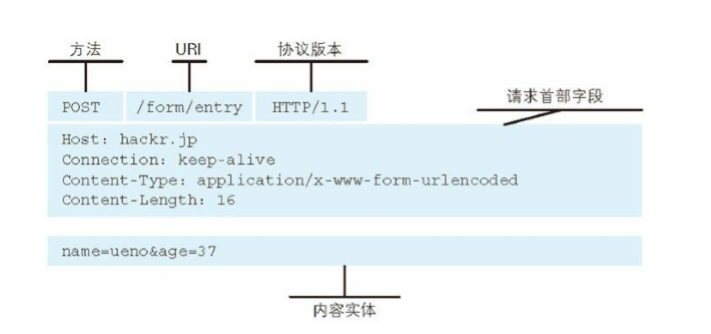 方法 URI 协议版本
POST /form/entry HTTP/1.1
请求首部字段
Host: hackr.jp
Connection: keep-alive
Content-Type: application/x-www-form-urlencoded
Content-Length: 16
name=ueno&age=37
内容实体